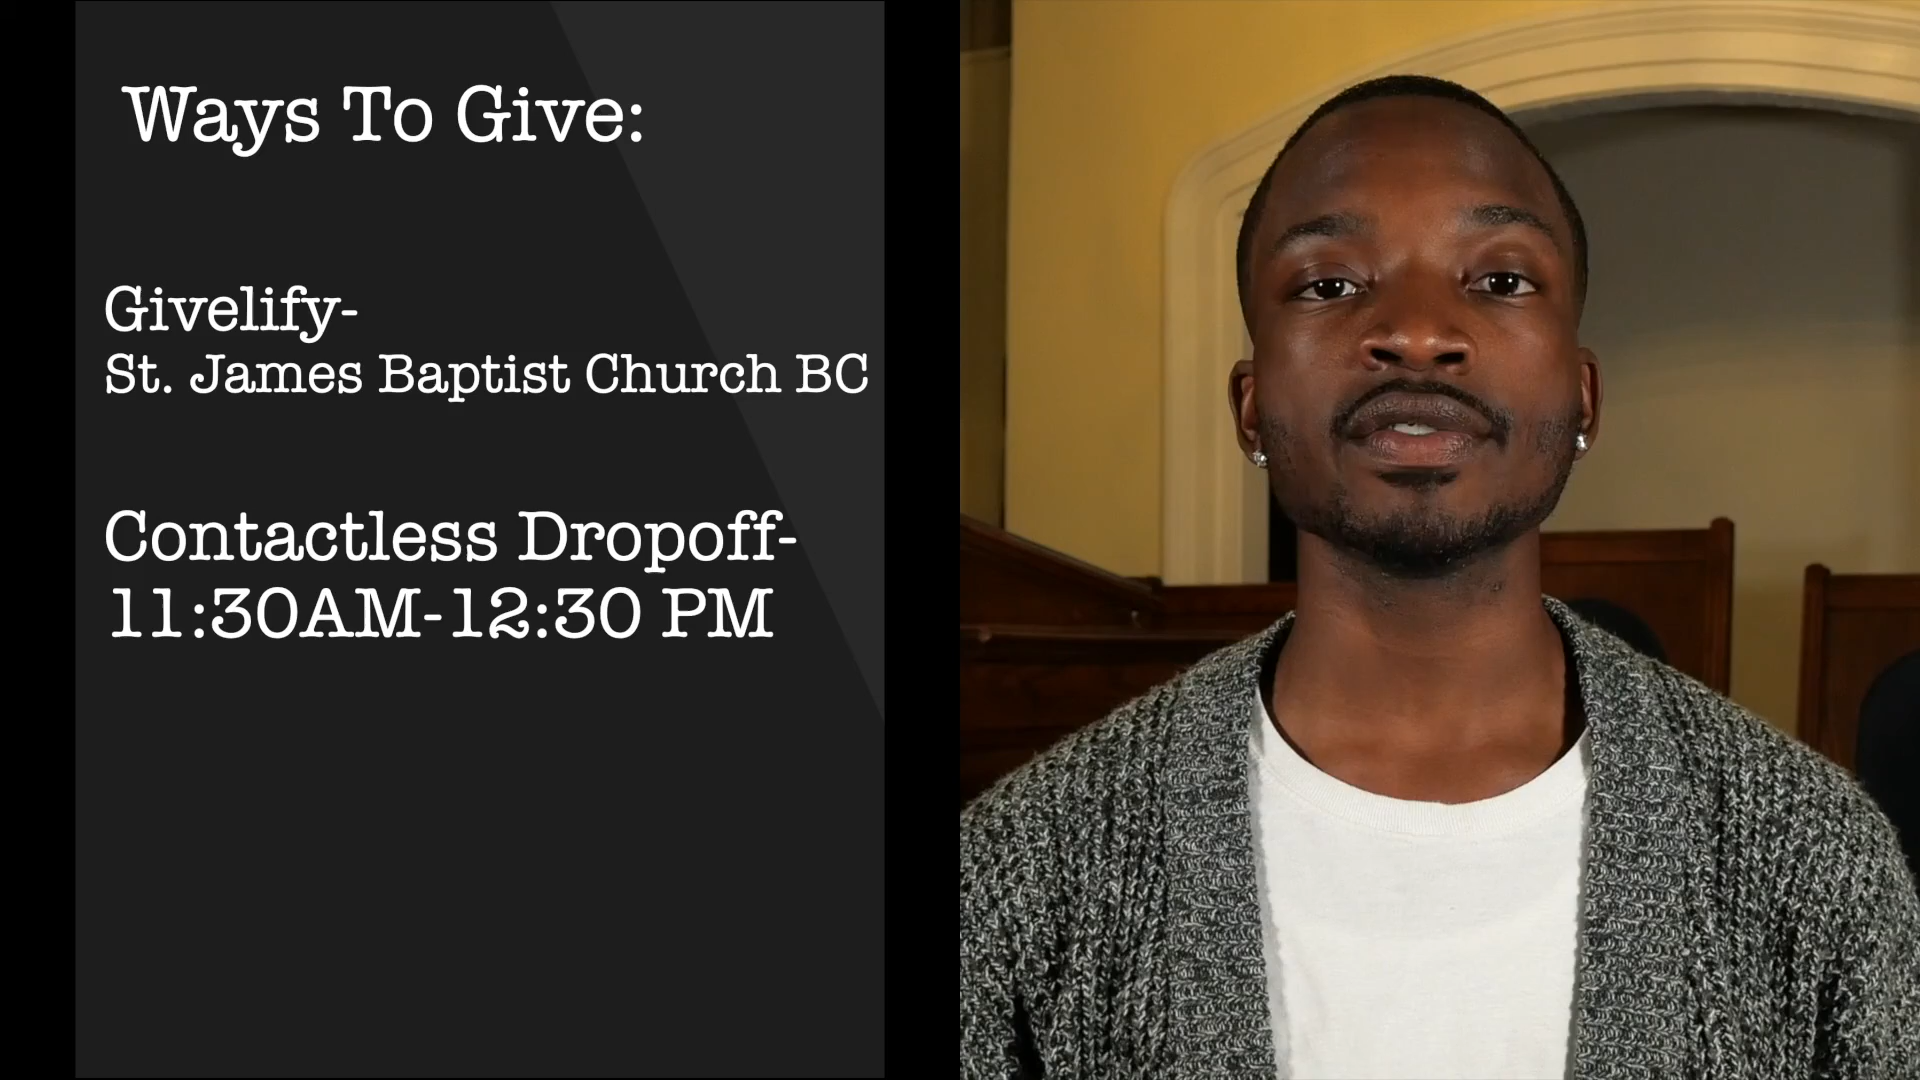 Ways To Give:
Givelify-
St. James Baptist Church BC
Contactless Dropoff-
11:30AM-12:30 PM